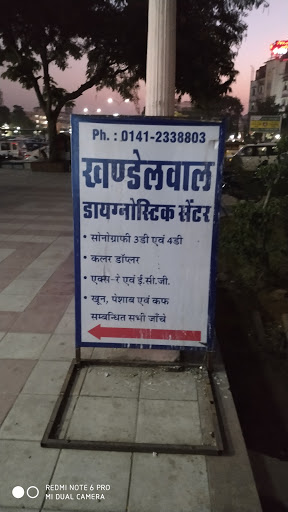 Ph. : 0141-2338803
खण्डेलवाल
डायग्नोस्टिक सेंटर
• सोनोग्राफी 3डी एवं 4डी
• कलर डॉप्लर
• एक्स-रे एवं ई.सी.जी.
• खून, पेशाब एवं कफ
सम्बन्धित सभी जाँचे
REDMI NOTE 6 PRO
MI DUAL CAMERA